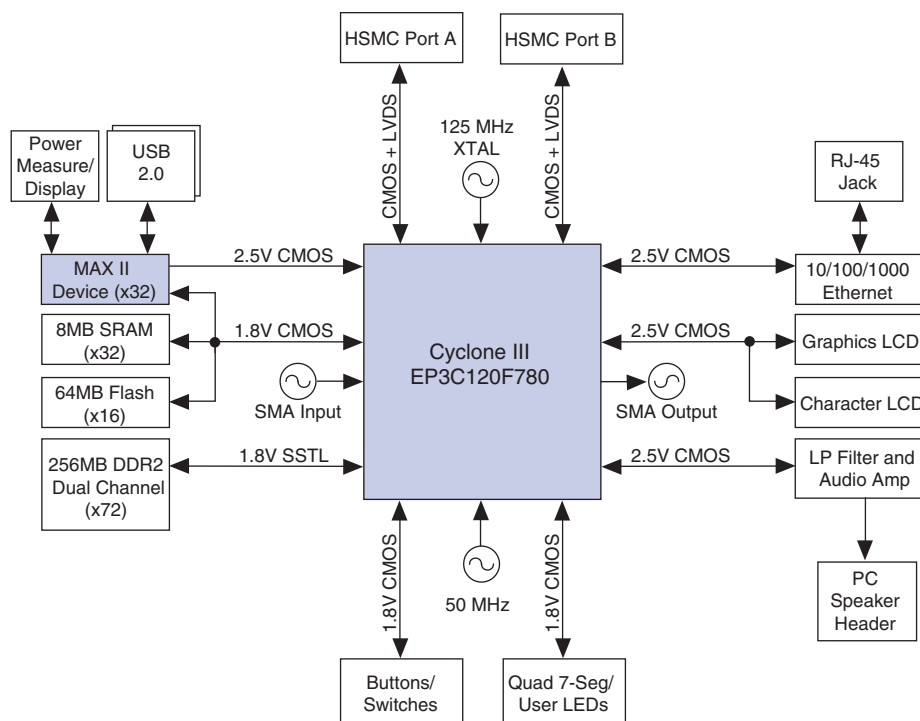 HSMC Port A
HSMC Port B
CMOS + LVDS
125 MHz
XTAL
CMOS + LVDS
Power
Measure/
Display
USB
2.0
RJ-45
Jack
MAX II
Device (x32)
2.5V CMOS
2.5V CMOS
10/100/1000
Ethernet
8MB SRAM
(x32)
1.8V CMOS
Cyclone III
EP3C120F780
2.5V CMOS
Graphics LCD
64MB Flash
(x16)
SMA Input
SMA Output
Character LCD
256MB DDR2
Dual Channel
(x72)
1.8V SSTL
2.5V CMOS
LP Filter and
Audio Amp
1.8V CMOS
50 MHz
1.8V CMOS
PC
Speaker
Header
Buttons/
Switches
Quad 7-Seg/
User LEDs